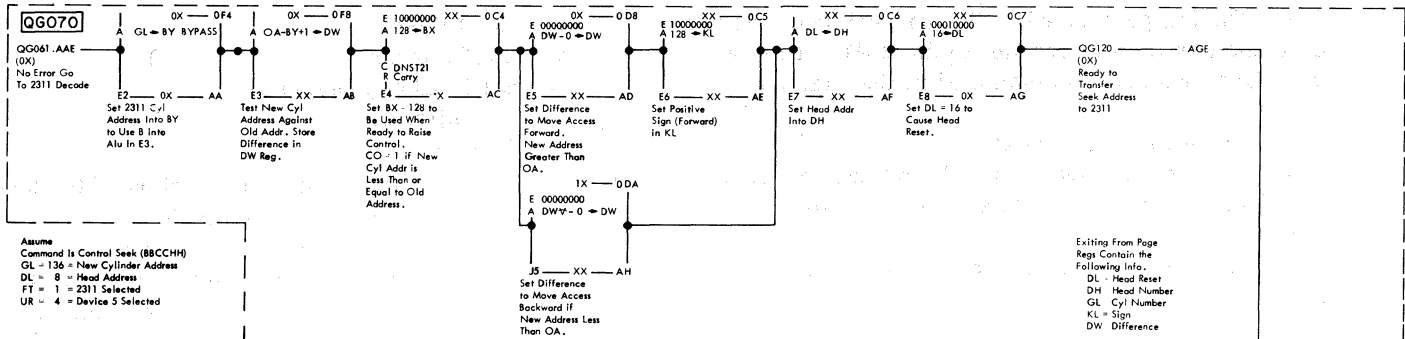 QG070
QG061.AAE
(0X)
No Error Go
To 2311 Decode
0X — 0F4
A GL → BY BYPASS
E2 — 0X — AA
Set 2311 Cyl
Address Into BY
to Use B Into
Alu In E3.
0X — 0F8
A OA-BY+1 → DW
E3 — XX — AB
Test New Cyl
Address Against
Old Addr. Store
Difference in
DW Reg.
XX — 0C4
E 10000000
A 128 → BX
C DNST21
R Carry
E4 — *X — AC
Set BX - 128 to
Be Used When
Ready to Raise
Control.
CO = 1 if New
Cyl Addr is
Less Than or
Equal to Old
Address.
0X — 0D8
E 00000000
A DW-0 → DW
E5 — XX — AD
Set Difference
to Move Access
Forward.
New Address
Greater Than
OA.
1X — 0DA
E 00000000
A DW∀-0 → DW
J5 — XX — AH
Set Difference
to Move Access
Backward if
New Address Less
Than OA.
XX — 0C5
E 10000000
A 128 → KL
E6 — XX — AE
Set Positive
Sign (Forward)
in KL
XX — 0C6
A DL → DH
E7 — XX — AF
Set Head Addr
Into DH
XX — 0C7
E 00010000
A 16 → DL
E8 — 0X — AG
Set DL = 16 to
Cause Head
Reset.
QG120 — AGE
(0X)
Ready to
Transfer
Seek Address
to 2311
Assume
Command Is Control Seek (BBCCHH)
GL = 136 = New Cylinder Address
DL = 8 = Head Address
FT = 1 = 2311 Selected
UR = 4 = Device 5 Selected
Exiting From Page
Regs Contain the
Following Info.
DL - Head Reset
DH Head Number
GL Cyl Number
KL = Sign
DW Difference